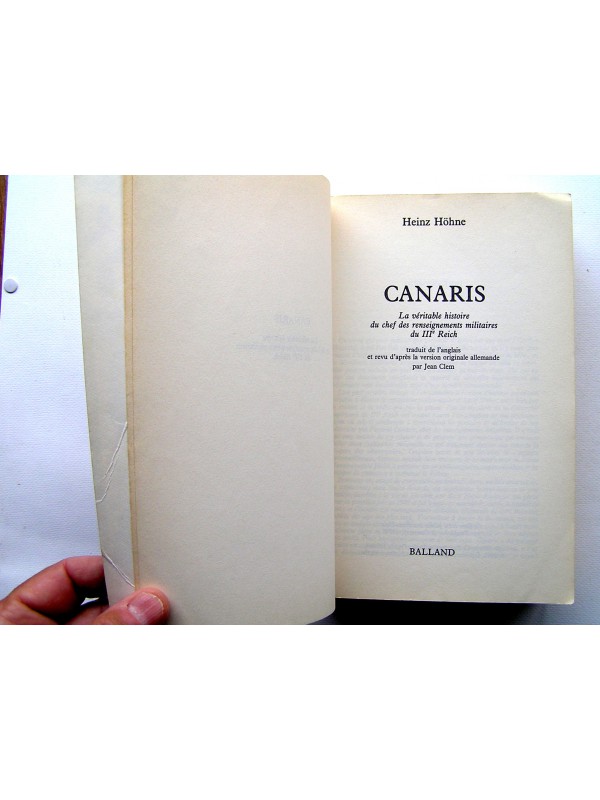 Heinz Höhne
CANARIS
La véritable histoire
du chef des renseignements militaires
du IIIe Reich
traduit de l'anglais
et revu d'après la version originale allemande
par Jean Clem
BALLAND